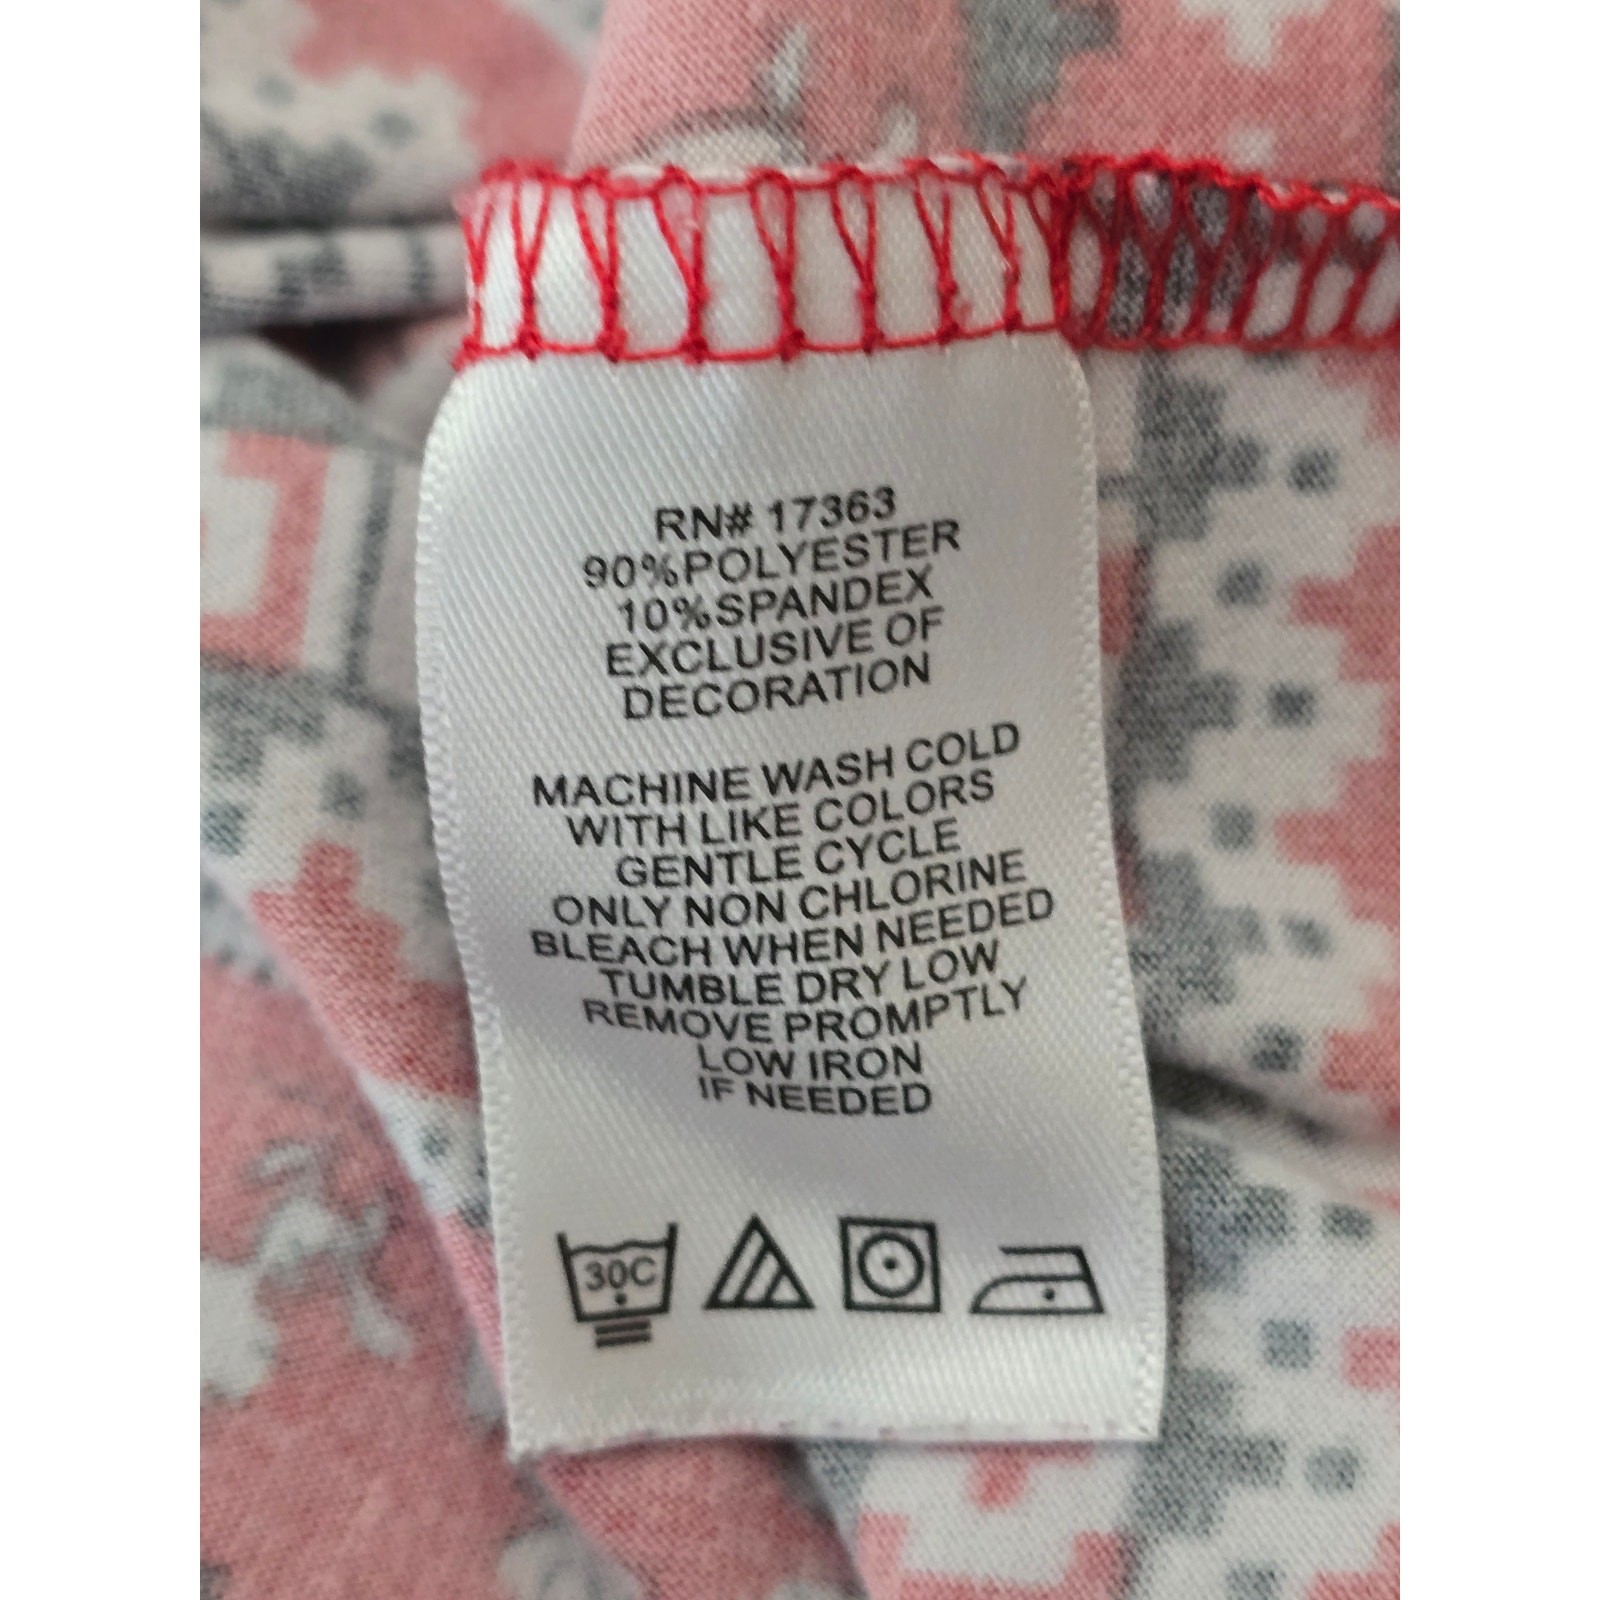 RN# 17363
90%POLYESTER
10%SPANDEX
EXCLUSIVE OF
DECORATION
MACHINE WASH COLD
WITH LIKE COLORS
GENTLE CYCLE
ONLY NON CHLORINE
BLEACH WHEN NEEDED
TUMBLE DRY LOW
REMOVE PROMPTLY
LOW IRON
IF NEEDED
30C